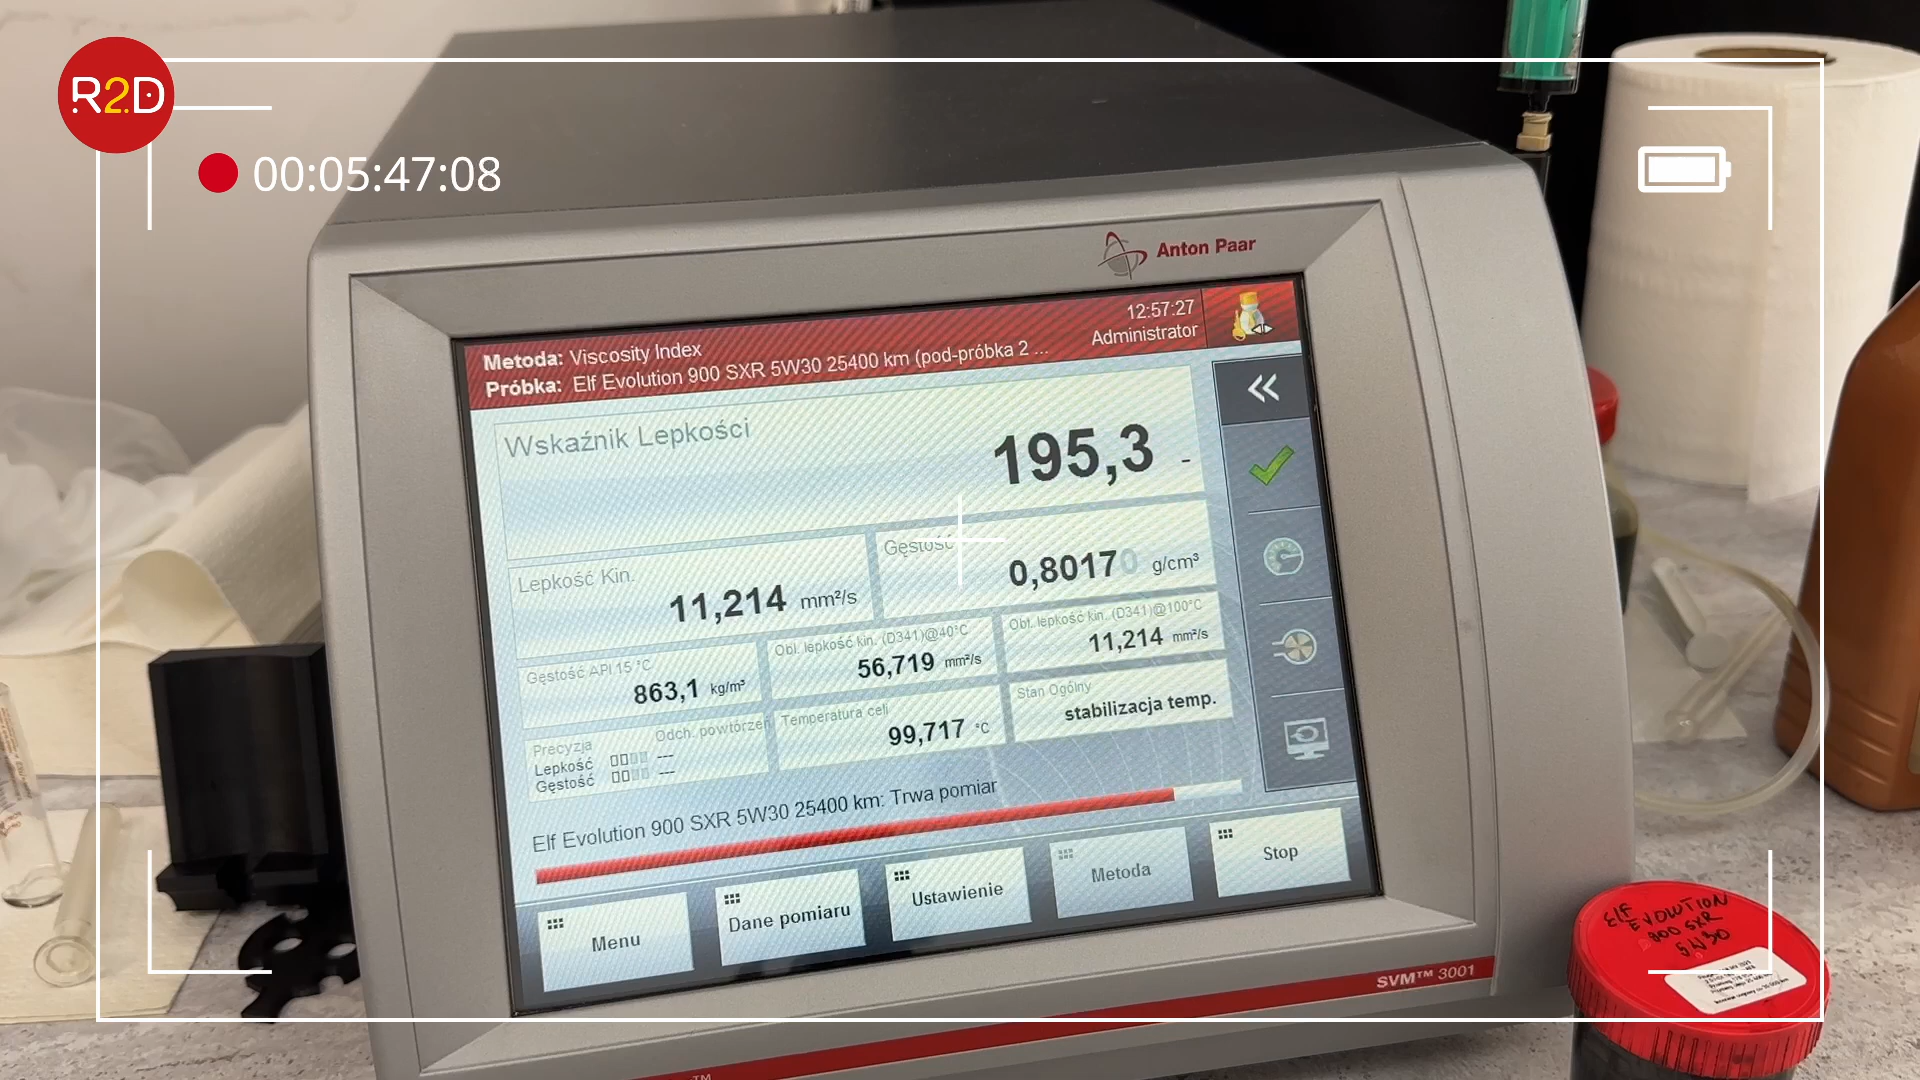 R2D
00:05:47:08
Anton Paar
Metoda: Viscosity Index
12:57:27
Próbka: Elf Evolution 900 SXR 5W30 25400 km (pod-próbka 2 ...
Administrator
Wskaźnik Lepkości
195,3 -
Lepkość Kin.
11,214 mm²/s
Gęstość
0,80170 g/cm³
Gęstość API 15 °C
863,1 kg/m³
Obl. lepkość kin. (D341)@40°C
56,719 mm²/s
Obl. lepkość kin. (D341)@100°C
11,214 mm²/s
Precyzja
Odch. powtórzeń
Lepkość ---
Gęstość ---
Temperatura celi
99,717 °C
Stan Ogólny
stabilizacja temp.
Elf Evolution 900 SXR 5W30 25400 km: Trwa pomiar
Menu
Dane pomiaru
Ustawienie
Metoda
Stop
SVM™ 3001
TM
Elf
EVOLUTION
900 SXR
5W30